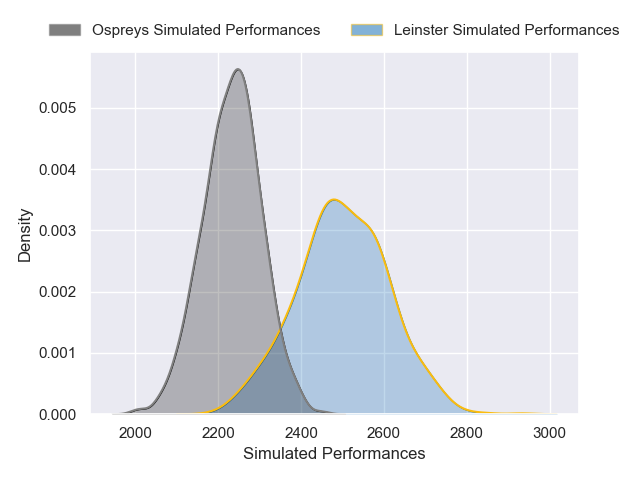 Ospreys Simulated Performances Leinster Simulated Performances
0.005
0.004
0.003
0.002
0.001
0.000
Density
2000 2200 2400 2600 2800 3000
Simulated Performances